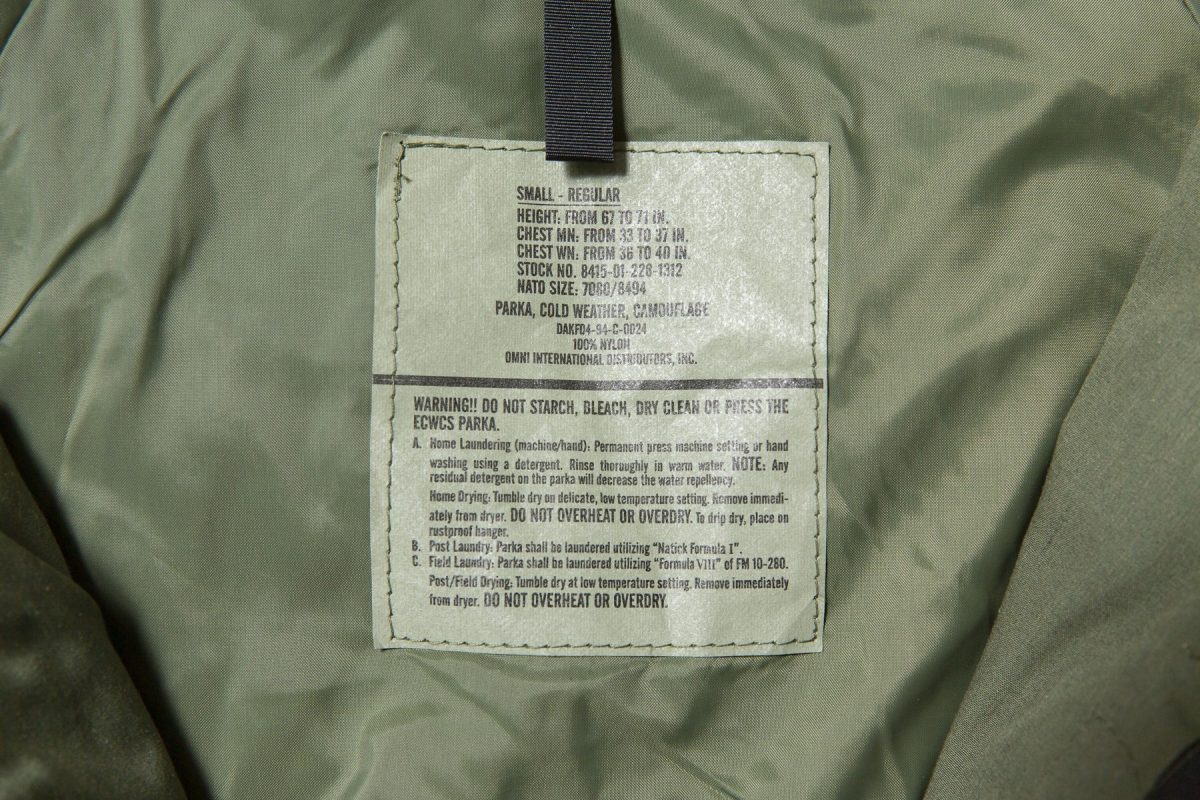 SMALL - REGULAR
HEIGHT: FROM 67 TO 71 IN.
CHEST MN: FROM 33 TO 37 IN.
CHEST WN: FROM 36 TO 40 IN.
STOCK NO. 8415-01-228-1312
NATO SIZE: 7080/8494
PARKA, COLD WEATHER, CAMOUFLAGE
DAKF04-94-C-0024
100% NYLON
OMNI INTERNATIONAL DISTRIBUTORS, INC.
WARNING!! DO NOT STARCH, BLEACH, DRY CLEAN OR PRESS THE
ECWCS PARKA.
A. Home Laundering (machine/hand): Permanent press machine setting or hand
washing using a detergent. Rinse thoroughly in warm water. NOTE: Any
residual detergent on the parka will decrease the water repellency.
Home Drying: Tumble dry on delicate, low temperature setting. Remove immedi-
ately from dryer. DO NOT OVERHEAT OR OVERDRY. To drip dry, place on
rustproof hanger.
B. Post Laundry: Parka shall be laundered utilizing "Natick Formula I".
C. Field Laundry: Parka shall be laundered utilizing "Formula VIII" of FM 10-280.
Post/Field Drying: Tumble dry at low temperature setting. Remove immediately
from dryer. DO NOT OVERHEAT OR OVERDRY.